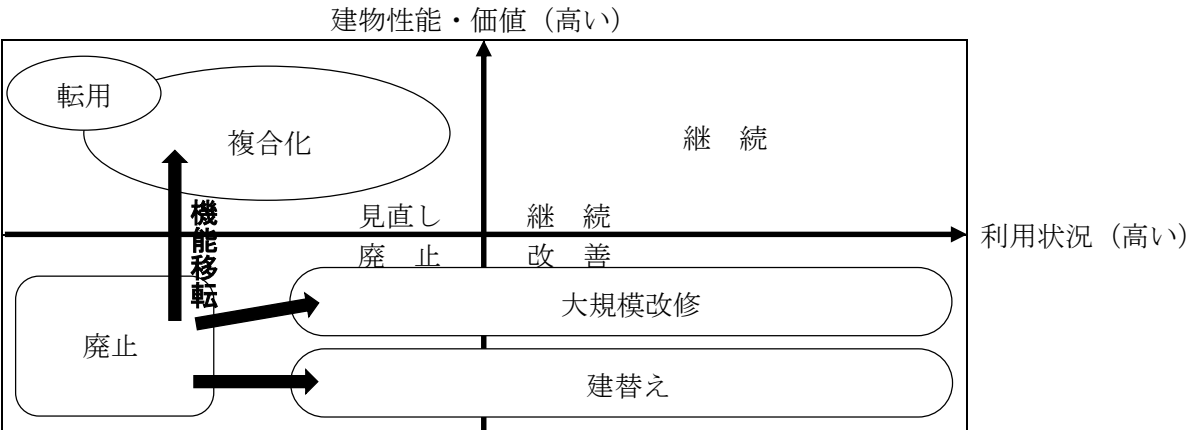 建物性能・価値（高い）
転用
複合化
継　続
機能移転
見直し
継　続
利用状況（高い）
廃　止
改　善
大規模改修
廃止
建替え